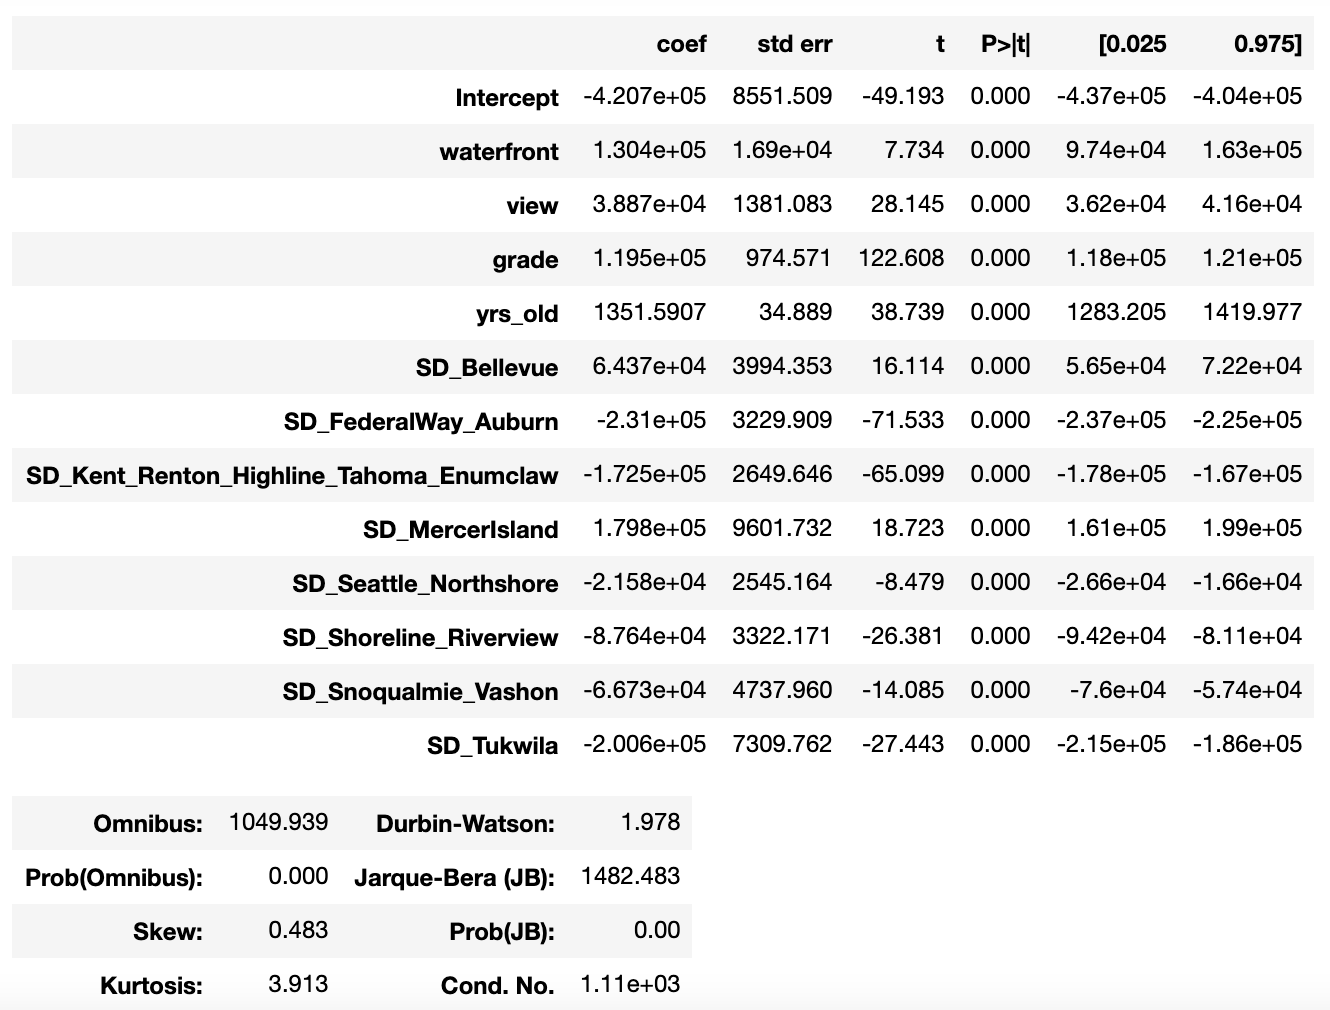 coef std err t P>|t| [0.025 0.975]
Intercept -4.207e+05 8551.509 -49.193 0.000 -4.37e+05 -4.04e+05
waterfront 1.304e+05 1.69e+04 7.734 0.000 9.74e+04 1.63e+05
view 3.887e+04 1381.083 28.145 0.000 3.62e+04 4.16e+04
grade 1.195e+05 974.571 122.608 0.000 1.18e+05 1.21e+05
yrs_old 1351.5907 34.889 38.739 0.000 1283.205 1419.977
SD_Bellevue 6.437e+04 3994.353 16.114 0.000 5.65e+04 7.22e+04
SD_FederalWay_Auburn -2.31e+05 3229.909 -71.533 0.000 -2.37e+05 -2.25e+05
SD_Kent_Renton_Highline_Tahoma_Enumclaw -1.725e+05 2649.646 -65.099 0.000 -1.78e+05 -1.67e+05
SD_MercerIsland 1.798e+05 9601.732 18.723 0.000 1.61e+05 1.99e+05
SD_Seattle_Northshore -2.158e+04 2545.164 -8.479 0.000 -2.66e+04 -1.66e+04
SD_Shoreline_Riverview -8.764e+04 3322.171 -26.381 0.000 -9.42e+04 -8.11e+04
SD_Snoqualmie_Vashon -6.673e+04 4737.960 -14.085 0.000 -7.6e+04 -5.74e+04
SD_Tukwila -2.006e+05 7309.762 -27.443 0.000 -2.15e+05 -1.86e+05
Omnibus: 1049.939 Durbin-Watson: 1.978
Prob(Omnibus): 0.000 Jarque-Bera (JB): 1482.483
Skew: 0.483 Prob(JB): 0.00
Kurtosis: 3.913 Cond. No. 1.11e+03